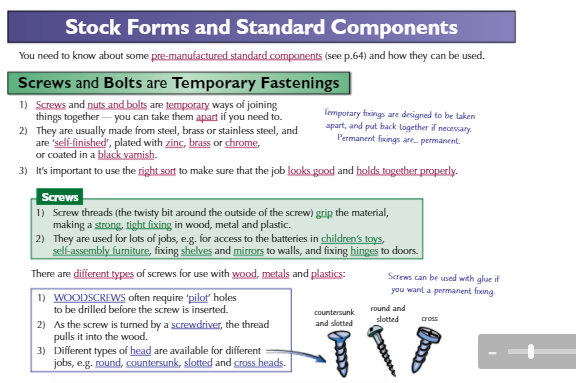 Stock Forms and Standard Components
You need to know about some pre-manufactured standard components (see p.64) and how they can be used.
Screws and Bolts are Temporary Fastenings
1) Screws and nuts and bolts are temporary ways of joining
things together — you can take them apart if you need to.
2) They are usually made from steel, brass or stainless steel, and
are 'self-finished', plated with zinc, brass or chrome,
or coated in a black varnish.
3) It's important to use the right sort to make sure that the job looks good and holds together properly.
Temporary fixings are designed to be taken
apart, and put back together if necessary.
Permanent fixings are... permanent.
Screws
1) Screw threads (the twisty bit around the outside of the screw) grip the material,
making a strong, tight fixing in wood, metal and plastic.
2) They are used for lots of jobs, e.g. for access to the batteries in children's toys,
self-assembly furniture, fixing shelves and mirrors to walls, and fixing hinges to doors.
There are different types of screws for use with wood, metals and plastics:
Screws can be used with glue if
you want a permanent fixing.
1) WOODSCREWS often require 'pilot' holes
to be drilled before the screw is inserted.
2) As the screw is turned by a screwdriver, the thread
pulls it into the wood.
3) Different types of head are available for different
jobs, e.g. round, countersunk, slotted and cross heads.
countersunk
and slotted
round and
slotted
cross